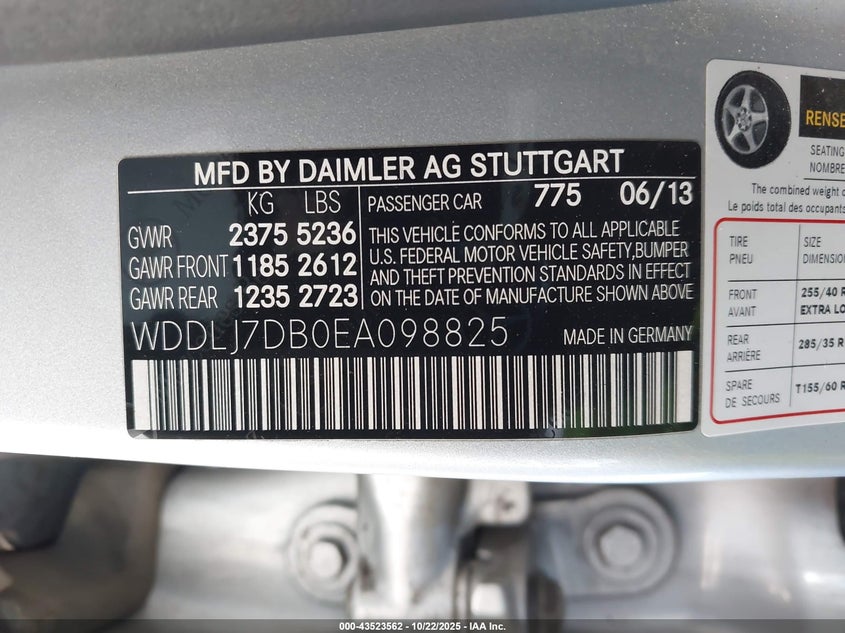 MFD BY DAIMLER AG STUTTGART
KG LBS
GVWR 2375 5236
GAWR FRONT 1185 2612
GAWR REAR 1235 2723
PASSENGER CAR 775 06/13
THIS VEHICLE CONFORMS TO ALL APPLICABLE
U.S. FEDERAL MOTOR VEHICLE SAFETY,BUMPER
AND THEFT PREVENTION STANDARDS IN EFFECT
ON THE DATE OF MANUFACTURE SHOWN ABOVE
WDDLJ7DB0EA098825 MADE IN GERMANY
RENSE
SEATING
NOMBRE
The combined weight o
Le poids total des occupants
TIRE SIZE
PNEU DIMENSION
FRONT 255/40 R
AVANT EXTRA LO
REAR 285/35 R
ARRIÈRE
SPARE T155/60 R
DE SECOURS
000-43523562 - 10/22/2025 - IAA Inc.